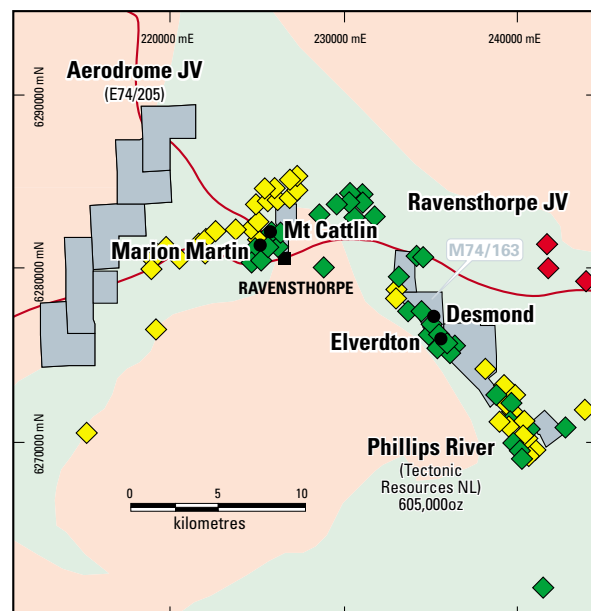 220000 mE
230000 mE
240000 mE
6290000 mN
Aerodrome JV
(E74/205)
Ravensthorpe JV
Mt Cattlin
Marion Martin
M74/163
6280000 mN
RAVENSTHORPE
Desmond
Elverdton
6270000 mN
Phillips River
(Tectonic
Resources NL)
605,000oz
0 5 10
kilometres